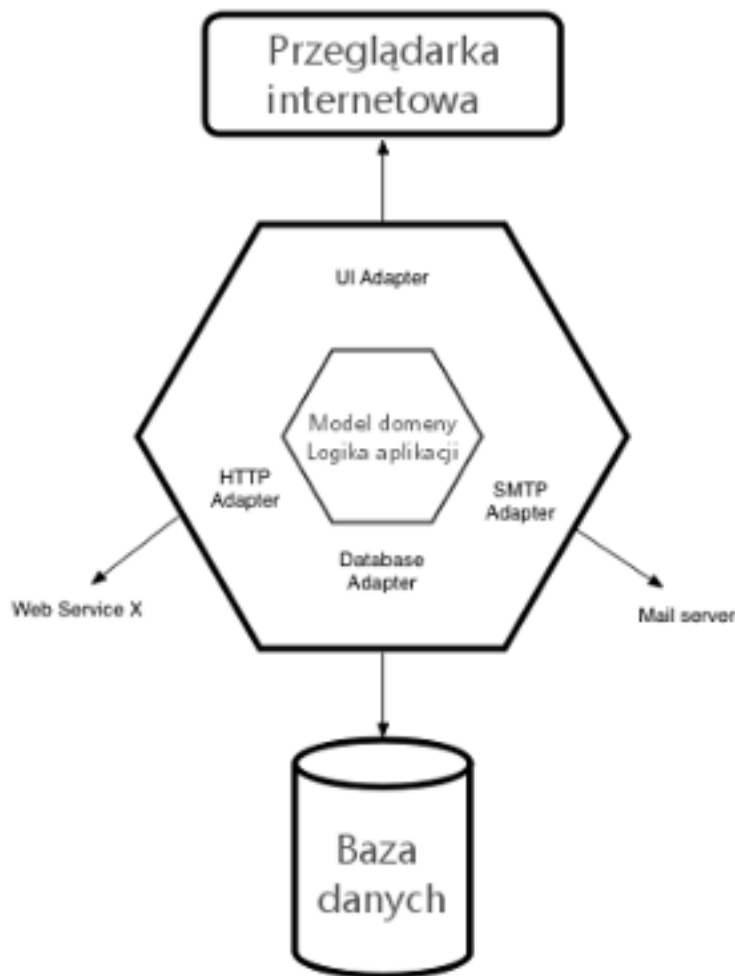 Przeglądarka
internetowa
UI Adapter
Model domeny
Logika aplikacji
HTTP
Adapter
SMTP
Adapter
Database
Adapter
Web Service X
Mail server
Baza
danych